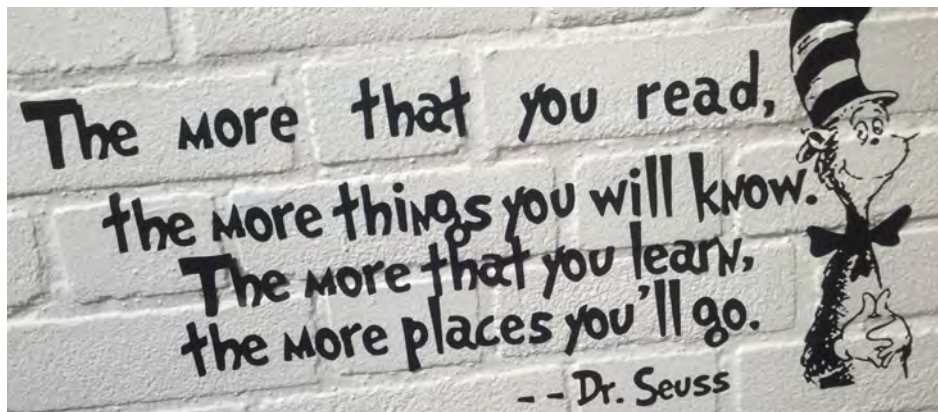 The more that you read,
the more things you will know.
The more that you learn,
the more places you'll go.
-- Dr. Seuss